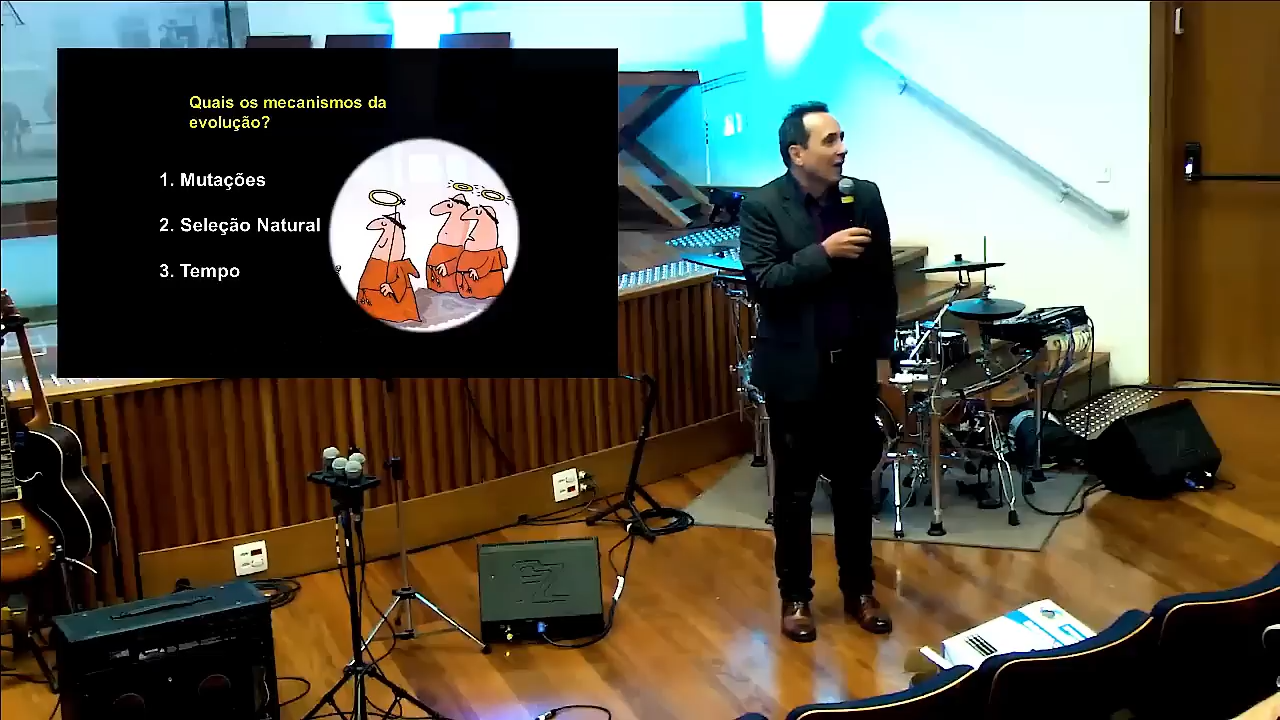 Quais os mecanismos da
evolução?
1. Mutações
2. Seleção Natural
3. Tempo